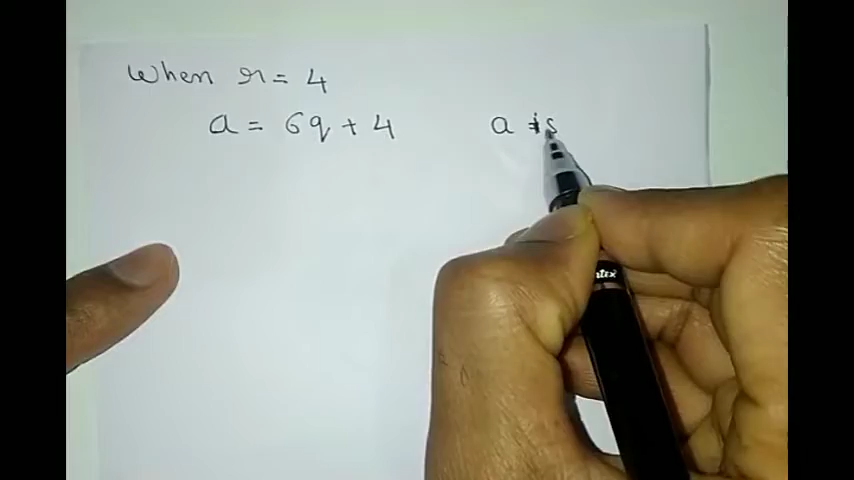 When r = 4
a = 6q + 4 a is